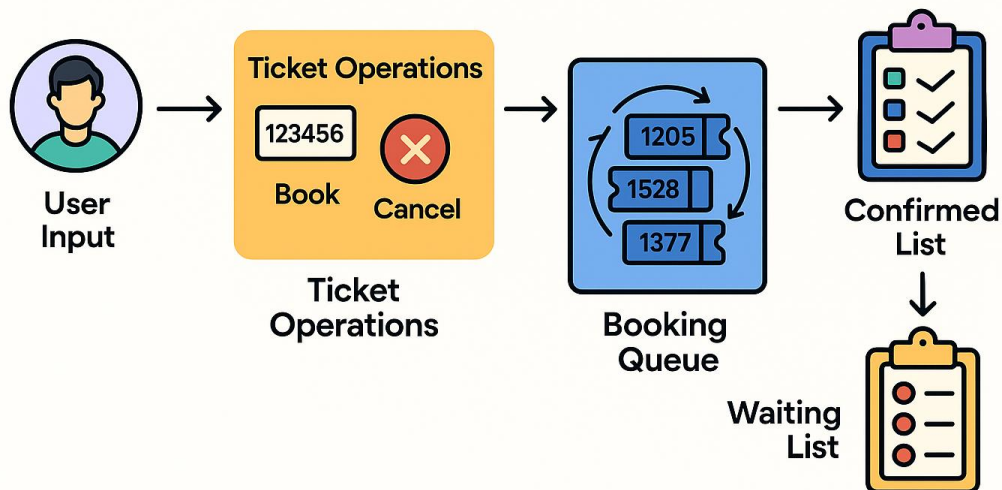 User
Input
Ticket Operations
123456
Book
Cancel
Ticket
Operations
1205
1528
1377
Booking
Queue
Confirmed
List
Waiting
List